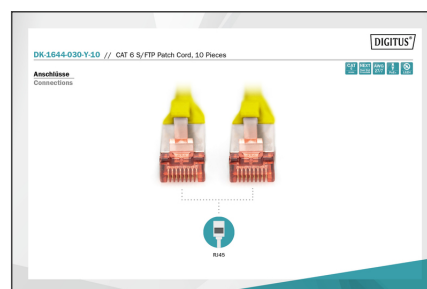 DIGITUS®
DK-1644-030-Y-10 // CAT 6 S/FTP Patch Cord, 10 Pieces
Anschlüsse
Connections
RJ45